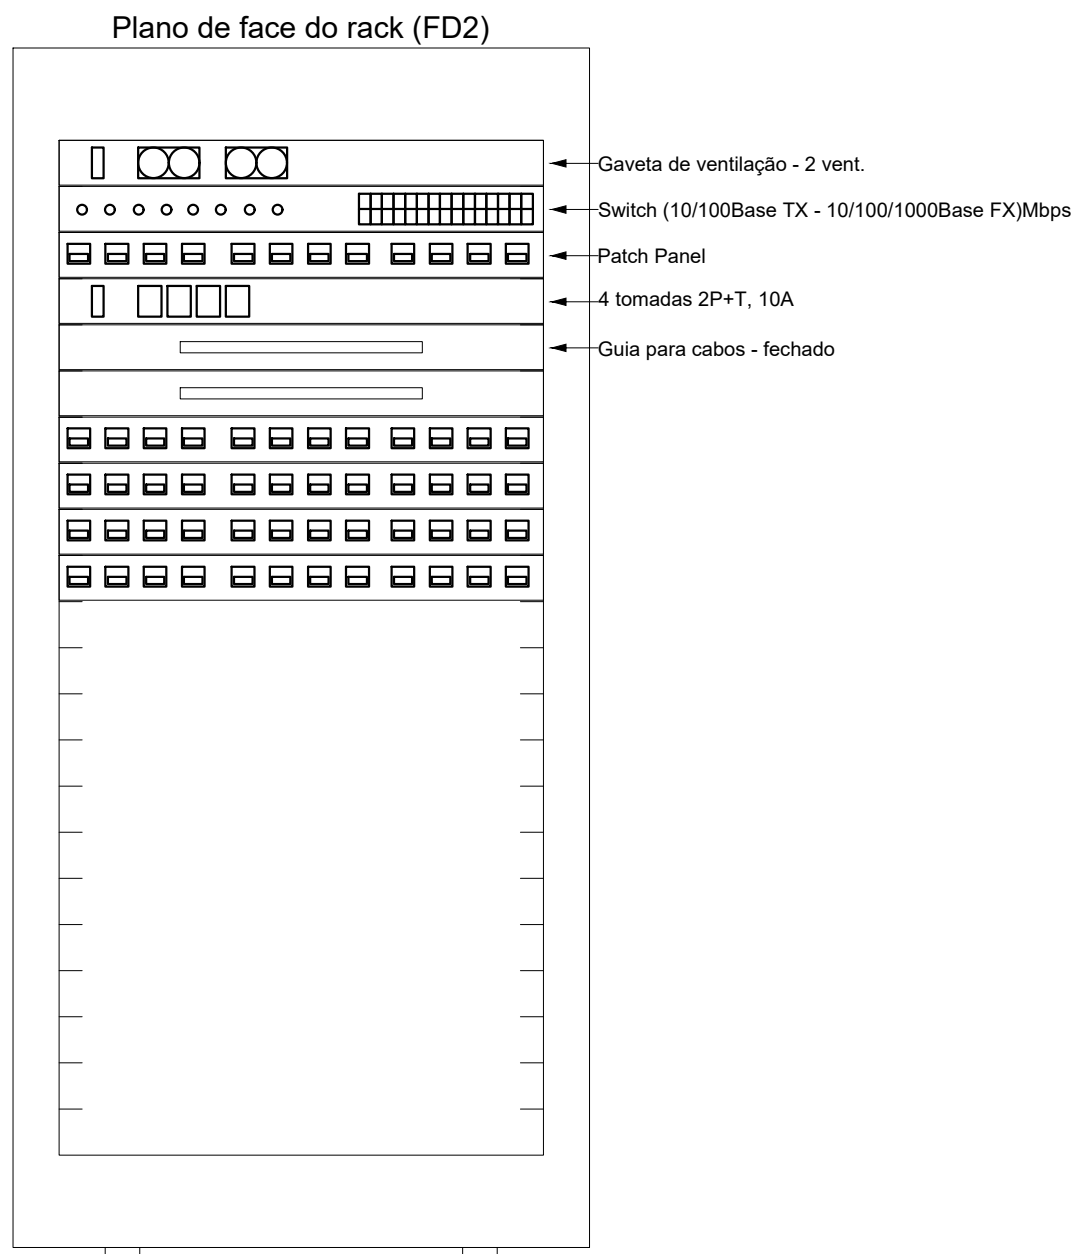 Plano de face do rack (FD2)
Gaveta de ventilação - 2 vent.
Switch (10/100Base TX - 10/100/1000Base FX)Mbps
Patch Panel
4 tomadas 2P+T, 10A
Guia para cabos - fechado